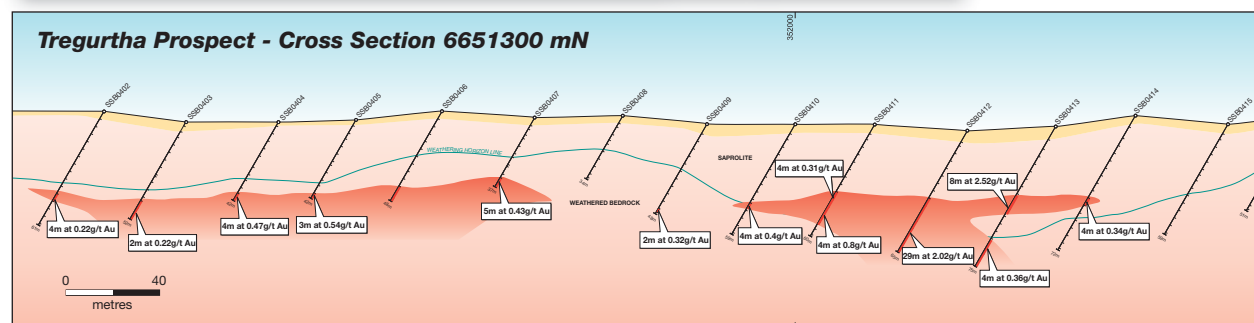 Tregurtha Prospect - Cross Section 6651300 mN
352000
SSB0402
SSB0403
SSB0404
SSB0405
SSB0406
SSB0407
SSB0408
SSB0409
SSB0410
SSB0411
SSB0412
SSB0413
SSB0414
SSB0415
WEATHERING HORIZON LINE
SAPROLITE
WEATHERED BEDROCK
4m at 0.22g/t Au
2m at 0.22g/t Au
4m at 0.47g/t Au
3m at 0.54g/t Au
5m at 0.43g/t Au
2m at 0.32g/t Au
4m at 0.4g/t Au
4m at 0.31g/t Au
4m at 0.8g/t Au
29m at 2.02g/t Au
8m at 2.52g/t Au
4m at 0.36g/t Au
4m at 0.34g/t Au
0 40
metres